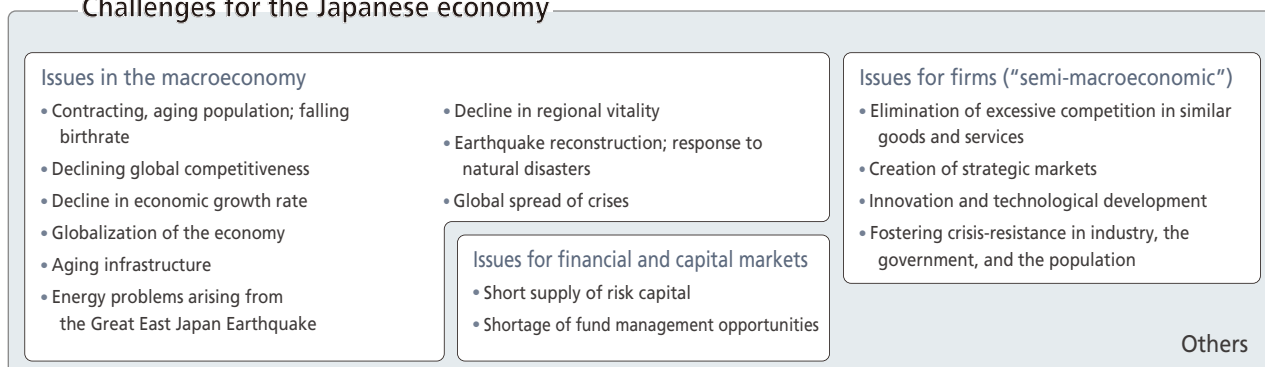 Challenges for the Japanese economy
Issues in the macroeconomy
• Contracting, aging population; falling
birthrate
• Declining global competitiveness
• Decline in economic growth rate
• Globalization of the economy
• Aging infrastructure
• Energy problems arising from
the Great East Japan Earthquake
• Decline in regional vitality
• Earthquake reconstruction; response to
natural disasters
• Global spread of crises
Issues for financial and capital markets
• Short supply of risk capital
• Shortage of fund management opportunities
Issues for firms (“semi-macroeconomic”)
• Elimination of excessive competition in similar
goods and services
• Creation of strategic markets
• Innovation and technological development
• Fostering crisis-resistance in industry, the
government, and the population
Others